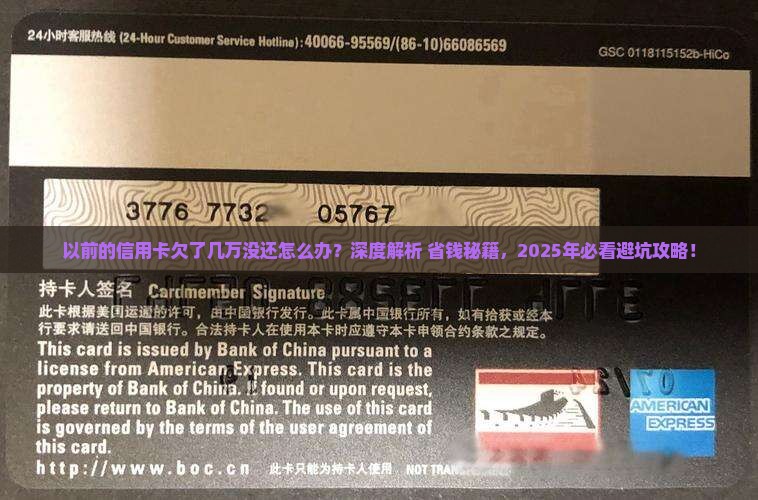 24小时客服热线 (24-Hour Customer Service Hotline):40066-95569/(86-10)66086569
GSC 0118115152b-HiCo
3776 7732 05767
以前的信用卡欠了几万没还怎么办？深度解析 省钱秘籍，2025年必看避坑攻略！
持卡人签名 Cardmember Signature
此卡根据美国运通的许可，由中国银行发行。此卡属中国银行所有，如有拾获或经本
行要求请送回中国银行。合法持卡人在使用本卡时应遵守本卡申领合约条款之规定。
This card is issued by Bank of China pursuant to a
license from American Express. This card is the
property of Bank of China. If found or upon request,
please return to Bank of China. The use of this card
is governed by the terms of the user agreement of
this card.
AMERICAN
EXPRESS
http://www.boc.cn 此卡只能为持卡人使用 NOT